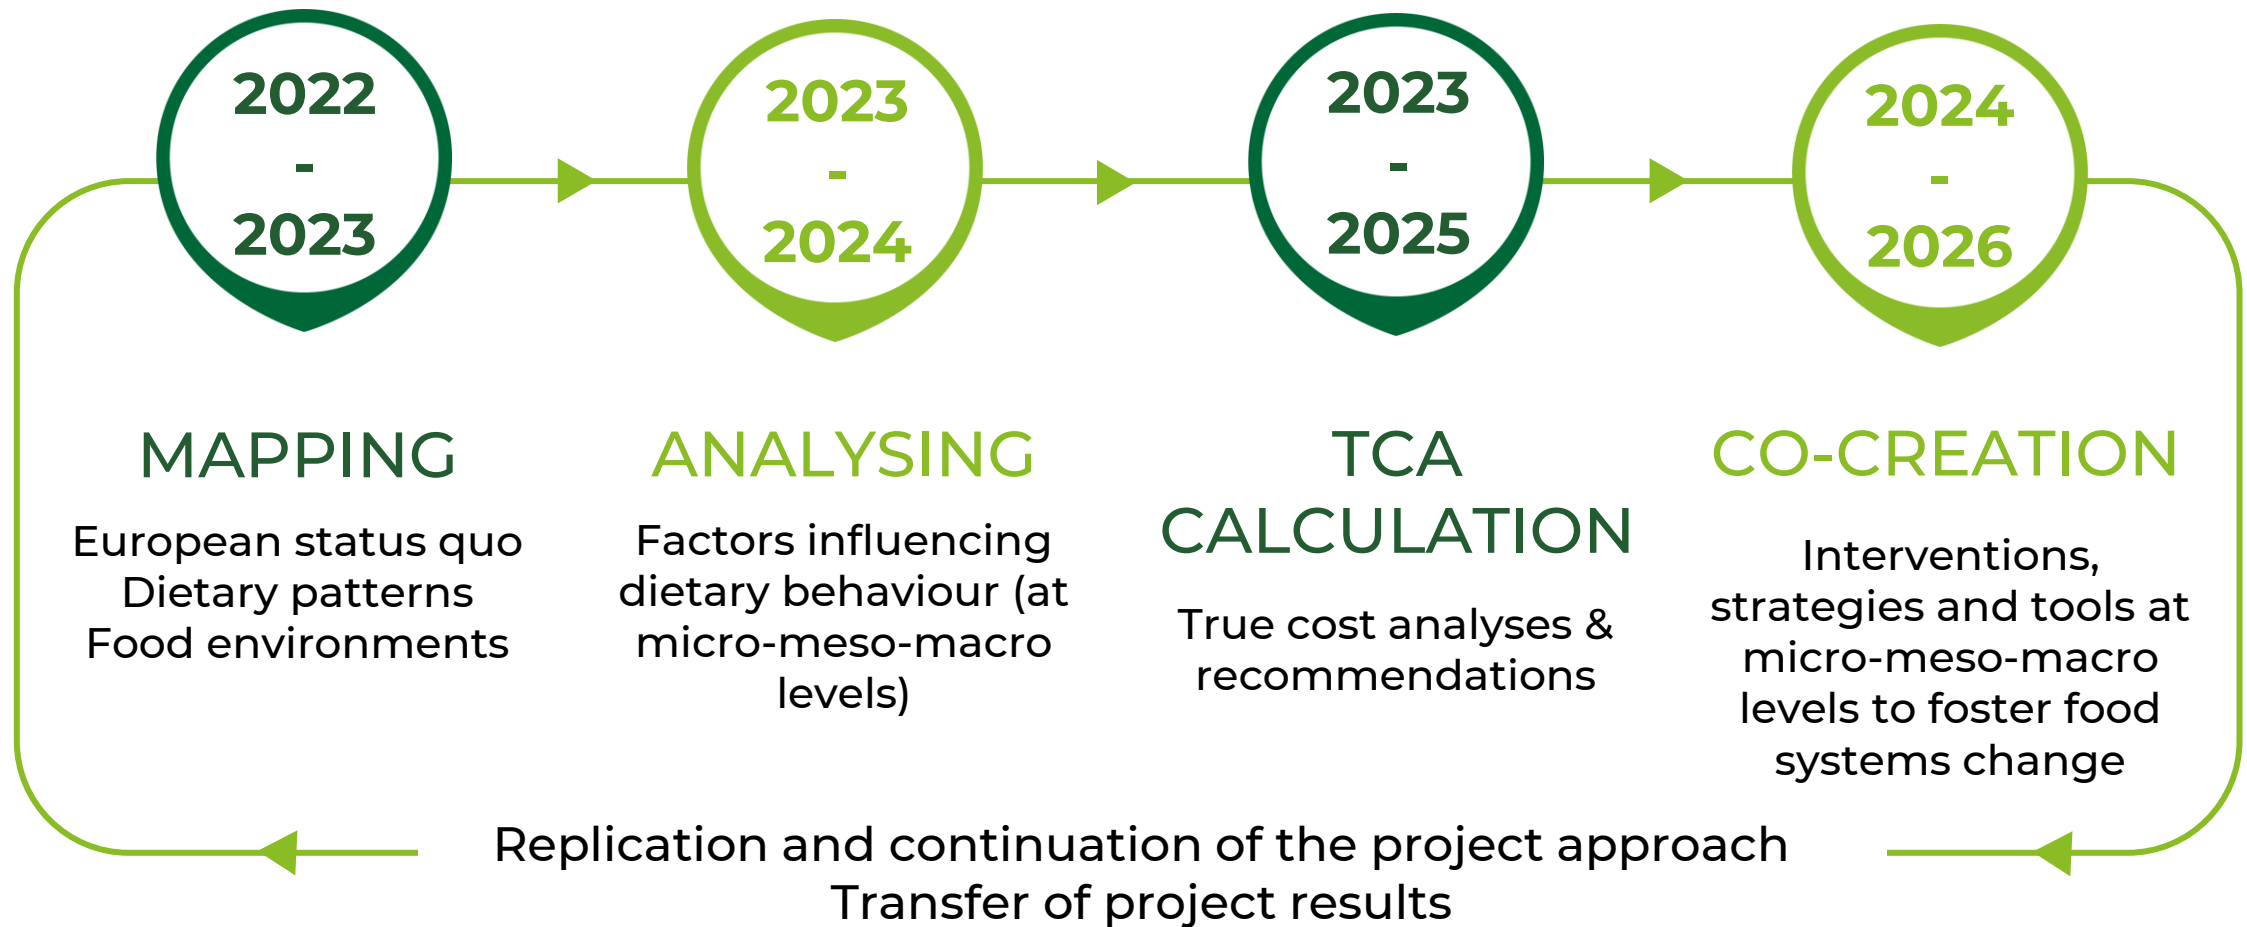 2022
-
2023
2023
-
2024
2023
-
2025
2024
-
2026
MAPPING
European status quo
Dietary patterns
Food environments
ANALYSING
Factors influencing
dietary behaviour (at
micro-meso-macro
levels)
TCA
CALCULATION
True cost analyses &
recommendations
CO-CREATION
Interventions,
strategies and tools at
micro-meso-macro
levels to foster food
systems change
Replication and continuation of the project approach
Transfer of project results